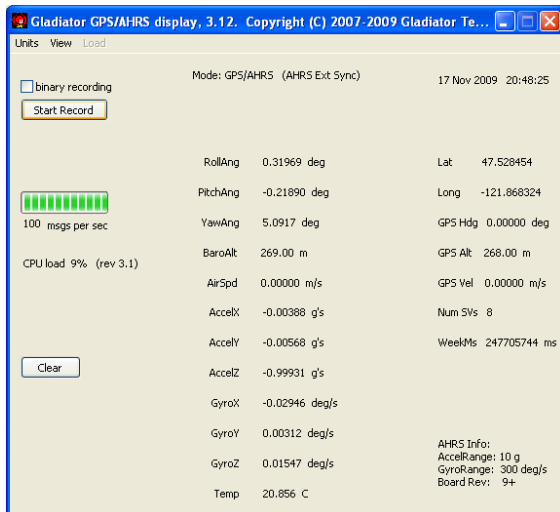 Gladiator GPS/AHRS display, 3.12. Copyright (C) 2007-2009 Gladiator Te...
Units View Load
Mode: GPS/AHRS (AHRS Ext Sync)
17 Nov 2009 20:48:25
binary recording
Start Record
100 msgs per sec
CPU load 9% (rev 3.1)
Clear
RollAng 0.31969 deg
PitchAng -0.21890 deg
YawAng 5.0917 deg
BaroAlt 269.00 m
AirSpd 0.00000 m/s
AccelX -0.00388 g's
AccelY -0.00568 g's
AccelZ -0.99931 g's
GyroX -0.02946 deg/s
GyroY 0.00312 deg/s
GyroZ 0.01547 deg/s
Temp 20.856 C
Lat 47.528454
Long -121.868324
GPS Hdg 0.00000 deg
GPS Alt 268.00 m
GPS Vel 0.00000 m/s
Num SVs 8
WeekMs 247705744 ms
AHRS Info:
AccelRange: 10 g
GyroRange: 300 deg/s
Board Rev: 9+